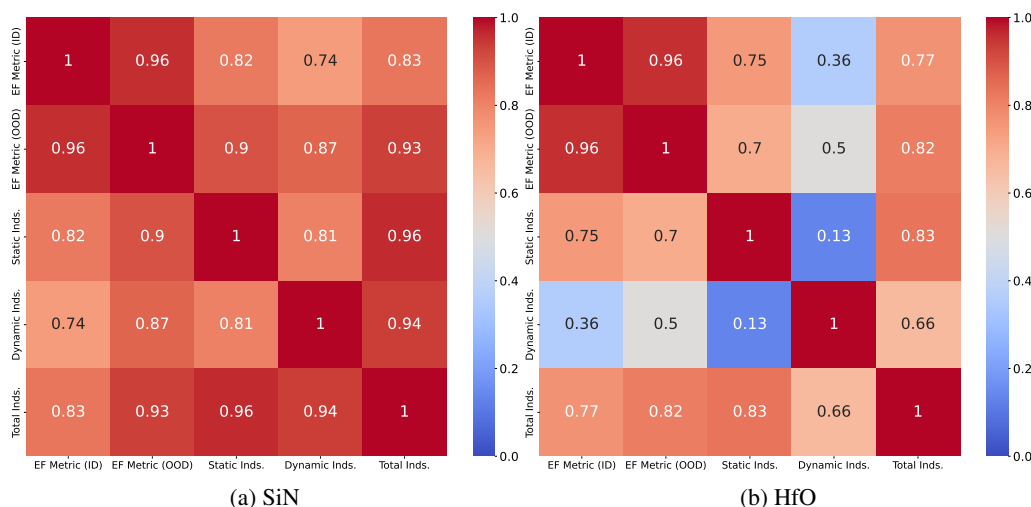 EF Metric (ID)
1
0.96
0.82
0.74
0.83
EF Metric (OOD)
0.96
1
0.9
0.87
0.93
Static Inds.
0.82
0.9
1
0.81
0.96
Dynamic Inds.
0.74
0.87
0.81
1
0.94
Total Inds.
0.83
0.93
0.96
0.94
1
EF Metric (ID)
EF Metric (OOD)
Static Inds.
Dynamic Inds.
Total Inds.
1.0
0.8
0.6
0.4
0.2
0.0
(a) SiN
EF Metric (ID)
1
0.96
0.75
0.36
0.77
EF Metric (OOD)
0.96
1
0.7
0.5
0.82
Static Inds.
0.75
0.7
1
0.13
0.83
Dynamic Inds.
0.36
0.5
0.13
1
0.66
Total Inds.
0.77
0.82
0.83
0.66
1
EF Metric (ID)
EF Metric (OOD)
Static Inds.
Dynamic Inds.
Total Inds.
1.0
0.8
0.6
0.4
0.2
0.0
(b) HfO